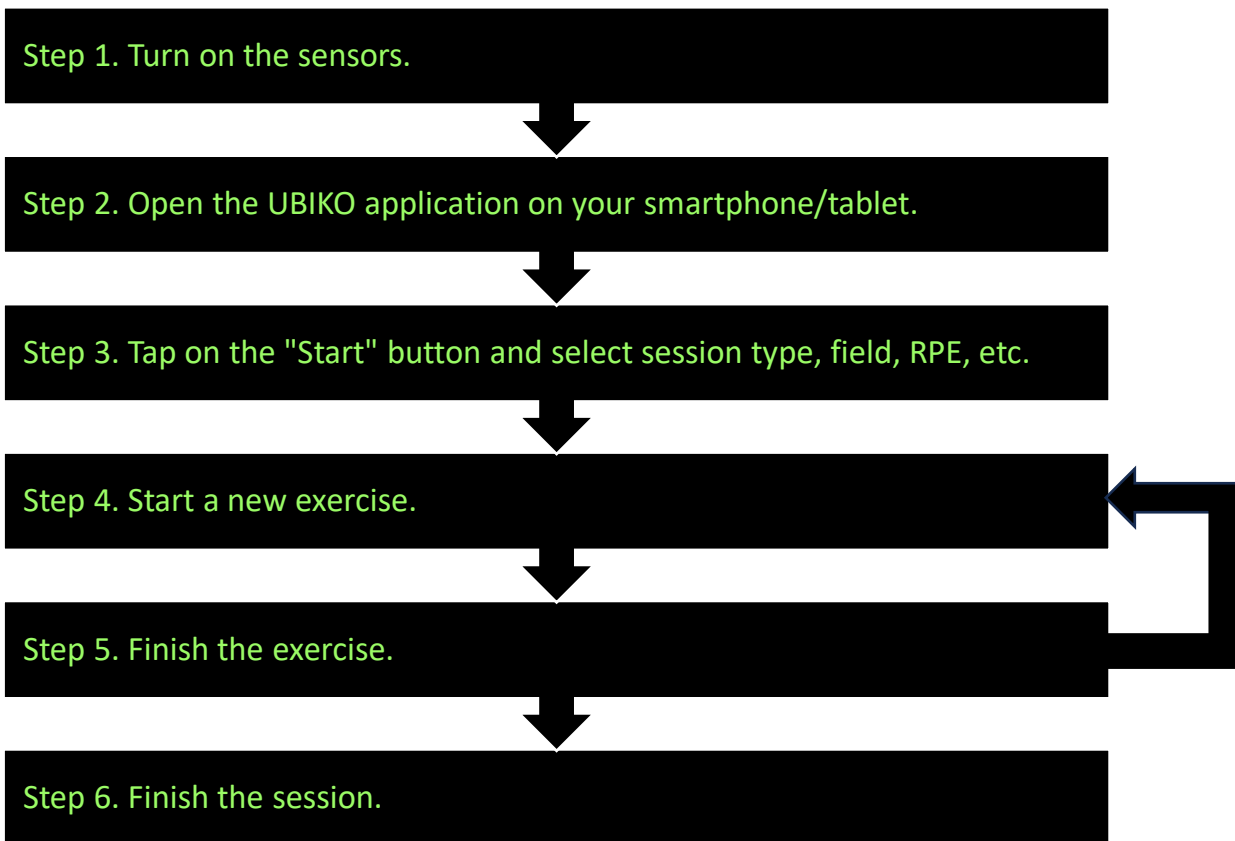 Step 1. Turn on the sensors.
Step 2. Open the UBIKO application on your smartphone/tablet.
Step 3. Tap on the "Start" button and select session type, field, RPE, etc.
Step 4. Start a new exercise.
Step 5. Finish the exercise.
Step 6. Finish the session.